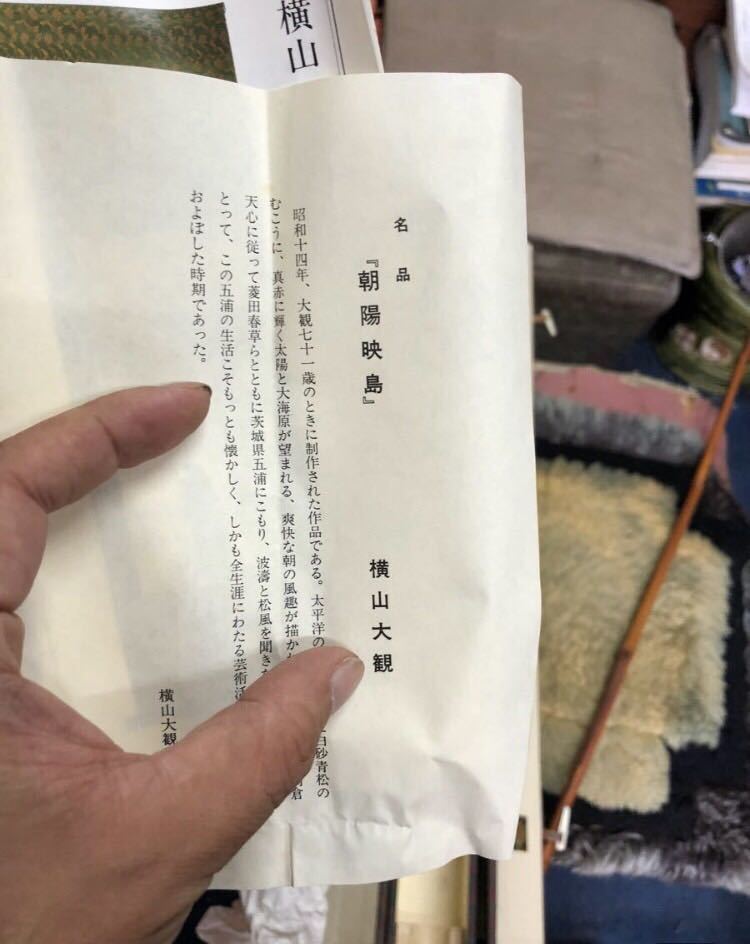 横山
名品
『朝陽映島』
横山大観
昭和十四年、大観七十一歳のときに制作された作品である。太平洋の 白砂青松の
むこうに、真赤に輝く太陽と大海原が望まれる、爽快な朝の風趣が描か 倉
天心に従って菱田春草らとともに茨城県五浦にこもり、波濤と松風を聞き
とって、この五浦の生活こそもっとも懐かしく、しかも全生涯にわたる芸術活
およぼした時期であった。
横山大観